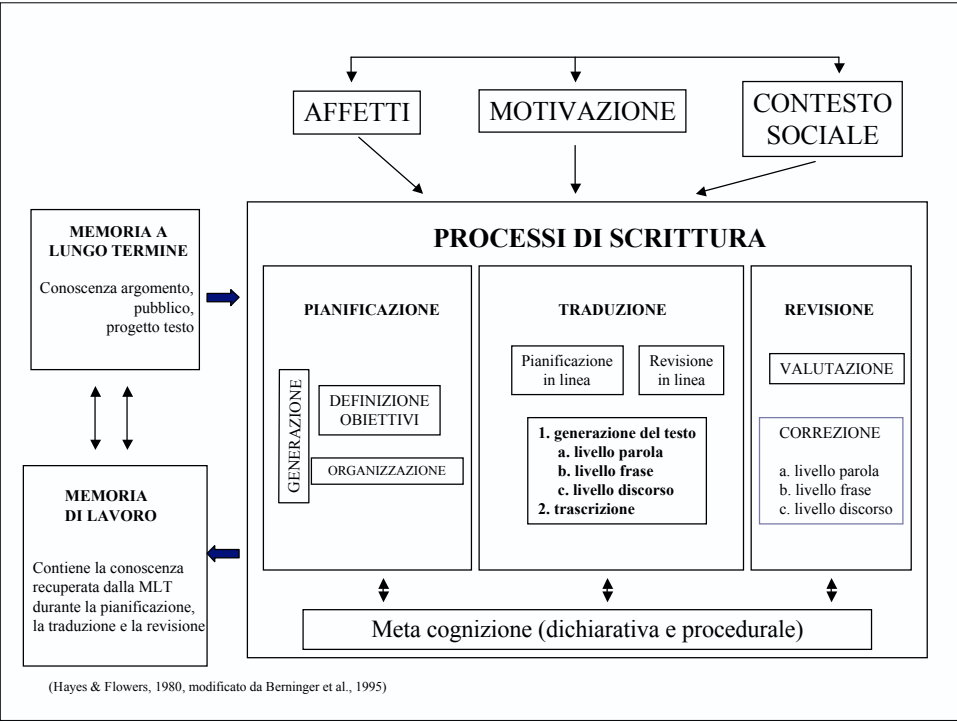 AFFETTI
MOTIVAZIONE
CONTESTO
SOCIALE
MEMORIA A
LUNGO TERMINE
Conoscenza argomento,
pubblico,
progetto testo
MEMORIA
DI LAVORO
Contiene la conoscenza
recuperata dalla MLT
durante la pianificazione,
la traduzione e la revisione
PROCESSI DI SCRITTURA
PIANIFICAZIONE
GENERAZIONE
DEFINIZIONE
OBIETTIVI
ORGANIZZAZIONE
TRADUZIONE
Pianificazione
in linea
Revisione
in linea
1. generazione del testo
a. livello parola
b. livello frase
c. livello discorso
2. trascrizione
REVISIONE
VALUTAZIONE
CORREZIONE
a. livello parola
b. livello frase
c. livello discorso
Meta cognizione (dichiarativa e procedurale)
(Hayes & Flowers, 1980, modificato da Berninger et al., 1995)